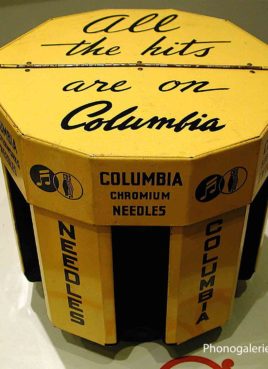 All
the hits
are on
Columbia
COLUMBIA
CHROMIUM
NEEDLES
NEEDLES
COLUMBIA
Phonogalerie